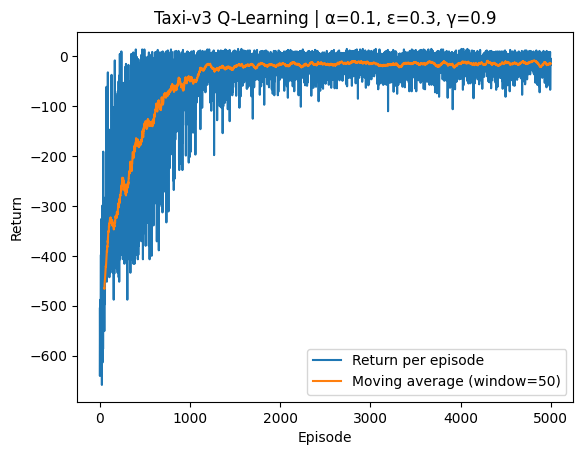 Taxi-v3 Q-Learning | α=0.1, ε=0.3, γ=0.9
0
−100
−200
−300
−400
−500
−600
Return
Return per episode
Moving average (window=50)
0 1000 2000 3000 4000 5000
Episode